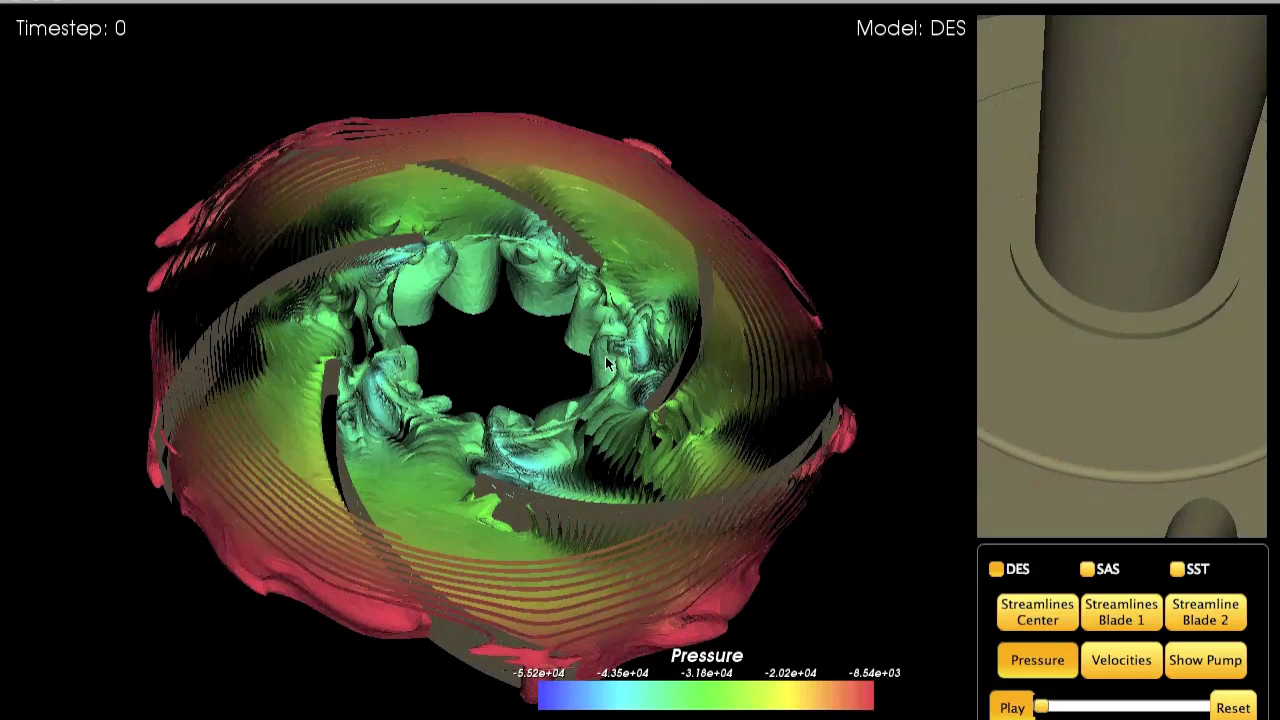 Timestep: 0
Model: DES
Pressure
-5.52e+04 -4.35e+04 -3.18e+04 -2.02e+04 -8.54e+03
DES SAS SST
Streamlines Center
Streamlines Blade 1
Streamline Blade 2
Pressure Velocities Show Pump
Play Reset